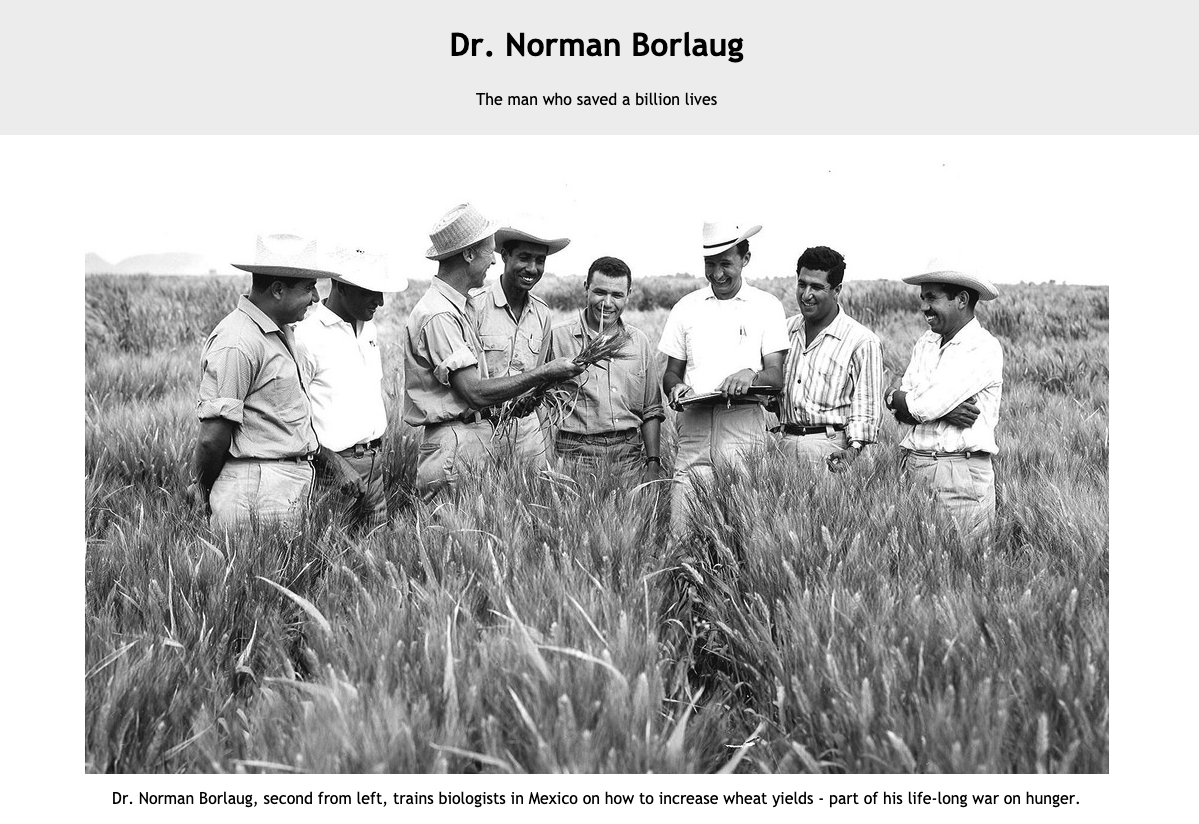 Dr. Norman Borlaug
The man who saved a billion lives
Dr. Norman Borlaug, second from left, trains biologists in Mexico on how to increase wheat yields - part of his life-long war on hunger.